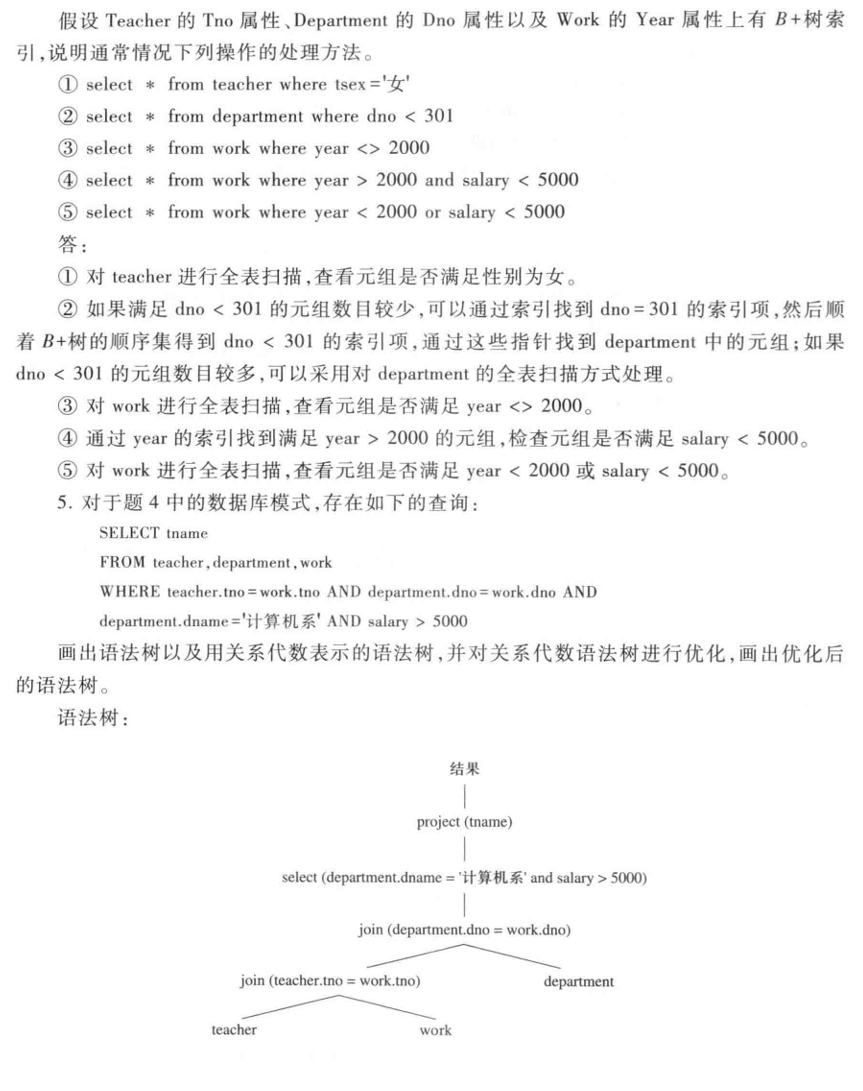 假设 Teacher 的 Tno 属性、Department 的 Dno 属性以及 Work 的 Year 属性上有 B+树索
引,说明通常情况下列操作的处理方法。
① select * from teacher where tsex='女'
② select * from department where dno < 301
③ select * from work where year <> 2000
④ select * from work where year > 2000 and salary < 5000
⑤ select * from work where year < 2000 or salary < 5000
答:
① 对 teacher 进行全表扫描,查看元组是否满足性别为女。
② 如果满足 dno < 301 的元组数目较少,可以通过索引找到 dno=301 的索引项,然后顺
着 B+树的顺序集得到 dno < 301 的索引项,通过这些指针找到 department 中的元组;如果
dno < 301 的元组数目较多,可以采用对 department 的全表扫描方式处理。
③ 对 work 进行全表扫描,查看元组是否满足 year <> 2000。
④ 通过 year 的索引找到满足 year > 2000 的元组,检查元组是否满足 salary < 5000。
⑤ 对 work 进行全表扫描,查看元组是否满足 year < 2000 或 salary < 5000。
5. 对于题 4 中的数据库模式,存在如下的查询:
SELECT tname
FROM teacher,department,work
WHERE teacher.tno=work.tno AND department.dno=work.dno AND
department.dname='计算机系' AND salary > 5000
画出语法树以及用关系代数表示的语法树,并对关系代数语法树进行优化,画出优化后
的语法树。
语法树:
结果
project (tname)
select (department.dname = '计算机系' and salary > 5000)
join (department.dno = work.dno)
join (teacher.tno = work.tno) department
teacher work